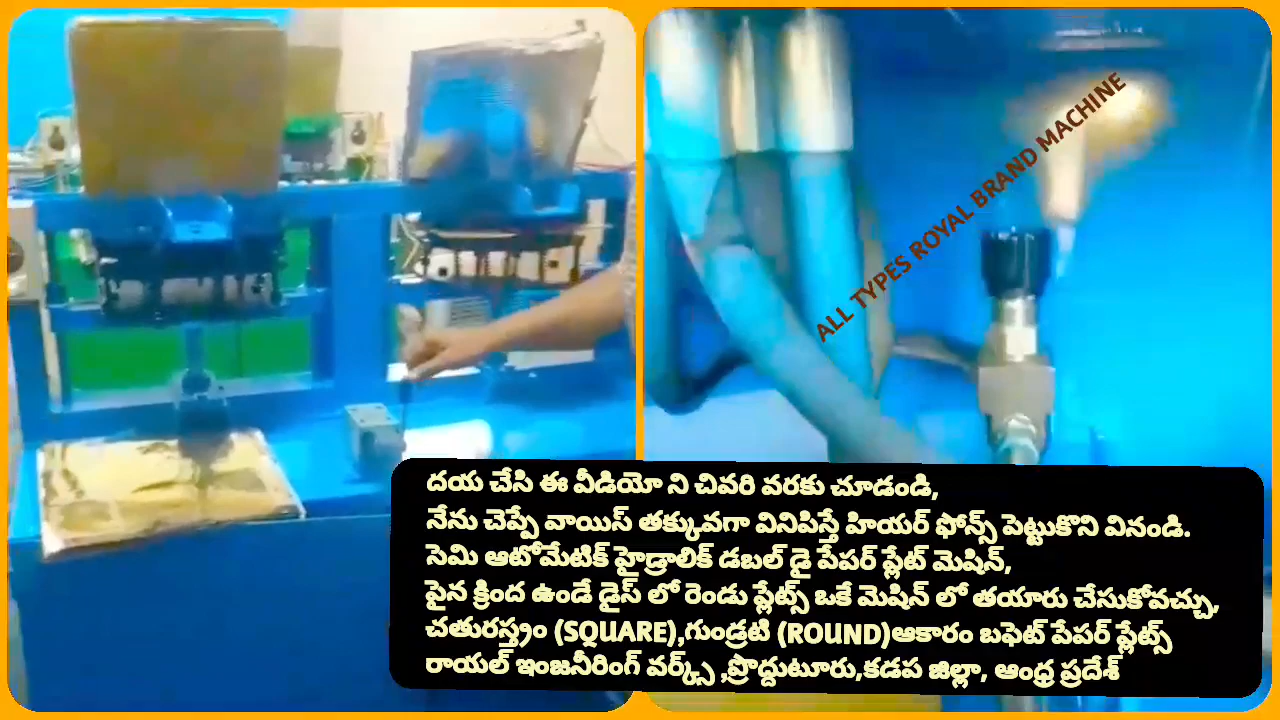 ALL TYPES ROYAL BRAND MACHINE
దయ చేసి ఈ వీడియో ని చివరి వరకు చూడండి,
నేను చెప్పే వాయిస్ తక్కువగా వినిపిస్తే హియర్ ఫోన్స్ పెట్టుకొని వినండి.
సెమి ఆటోమేటిక్ హైడ్రాలిక్ డబల్ డై పేపర్ ప్లేట్ మెషిన్,
పైన క్రింద ఉండే డైస్ లో రెండు ప్లేట్స్ ఒకే మెషిన్ లో తయారు చేసుకోవచ్చు,
చతురస్త్రం (SQUARE),గుండ్రటి (ROUND)ఆకారం బఫెట్ పేపర్ ప్లేట్స్
రాయల్ ఇంజనీరింగ్ వర్క్స్ ,ప్రొద్దుటూరు,కడప జిల్లా, ఆంధ్ర ప్రదేశ్